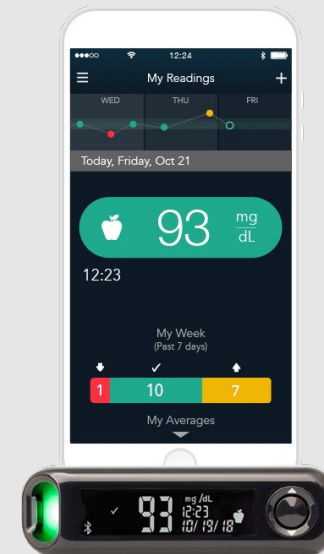 12:24
My Readings
WED THU FRI
Today, Friday, Oct 21
93 mg/dL
12:23
My Week
(Past 7 days)
1 10 7
My Averages
93 mg/dL
12:23
10/19/18